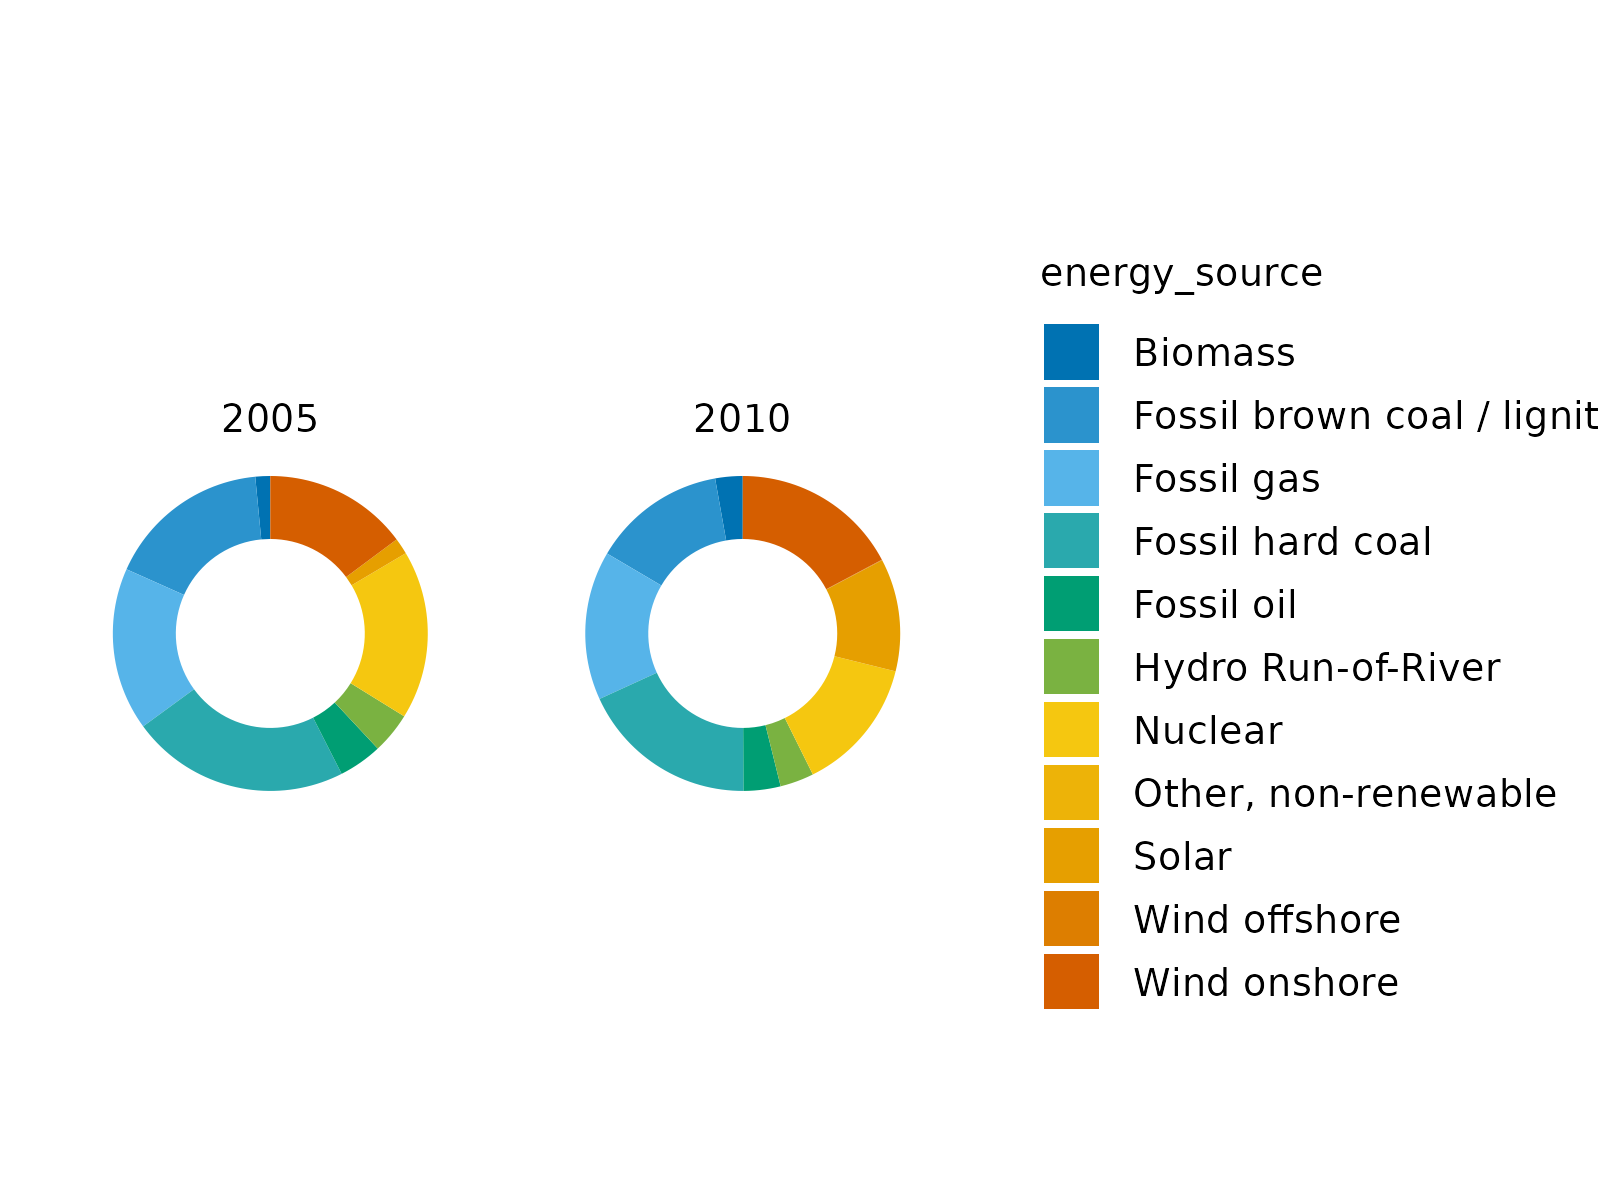 energy_source
Biomass
2005
2010
Fossil brown coal / lignit
Fossil gas
Fossil hard coal
Fossil oil
Hydro Run-of-River
Nuclear
Other, non-renewable
Solar
Wind offshore
Wind onshore